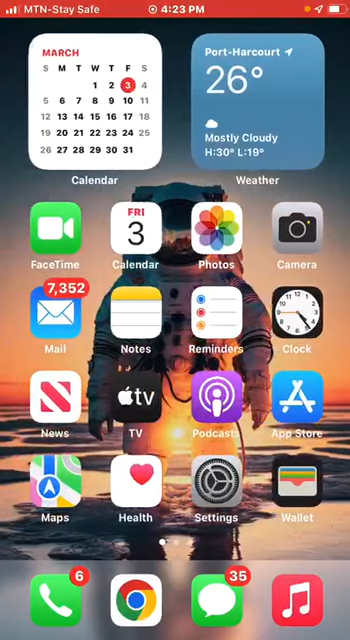 MTN-Stay Safe 4:23 PM
MARCH
S M T W T F S
1 2 3 4
5 6 7 8 9 10 11
12 13 14 15 16 17 18
19 20 21 22 23 24 25
26 27 28 29 30 31
Calendar
Port-Harcourt
26°
Mostly Cloudy
H:30° L:19°
Weather
FRI
3
FaceTime Calendar Photos Camera
7,352
Mail Notes Reminders Clock
tv
News TV Podcasts App Store
Maps Health Settings Wallet
6 35